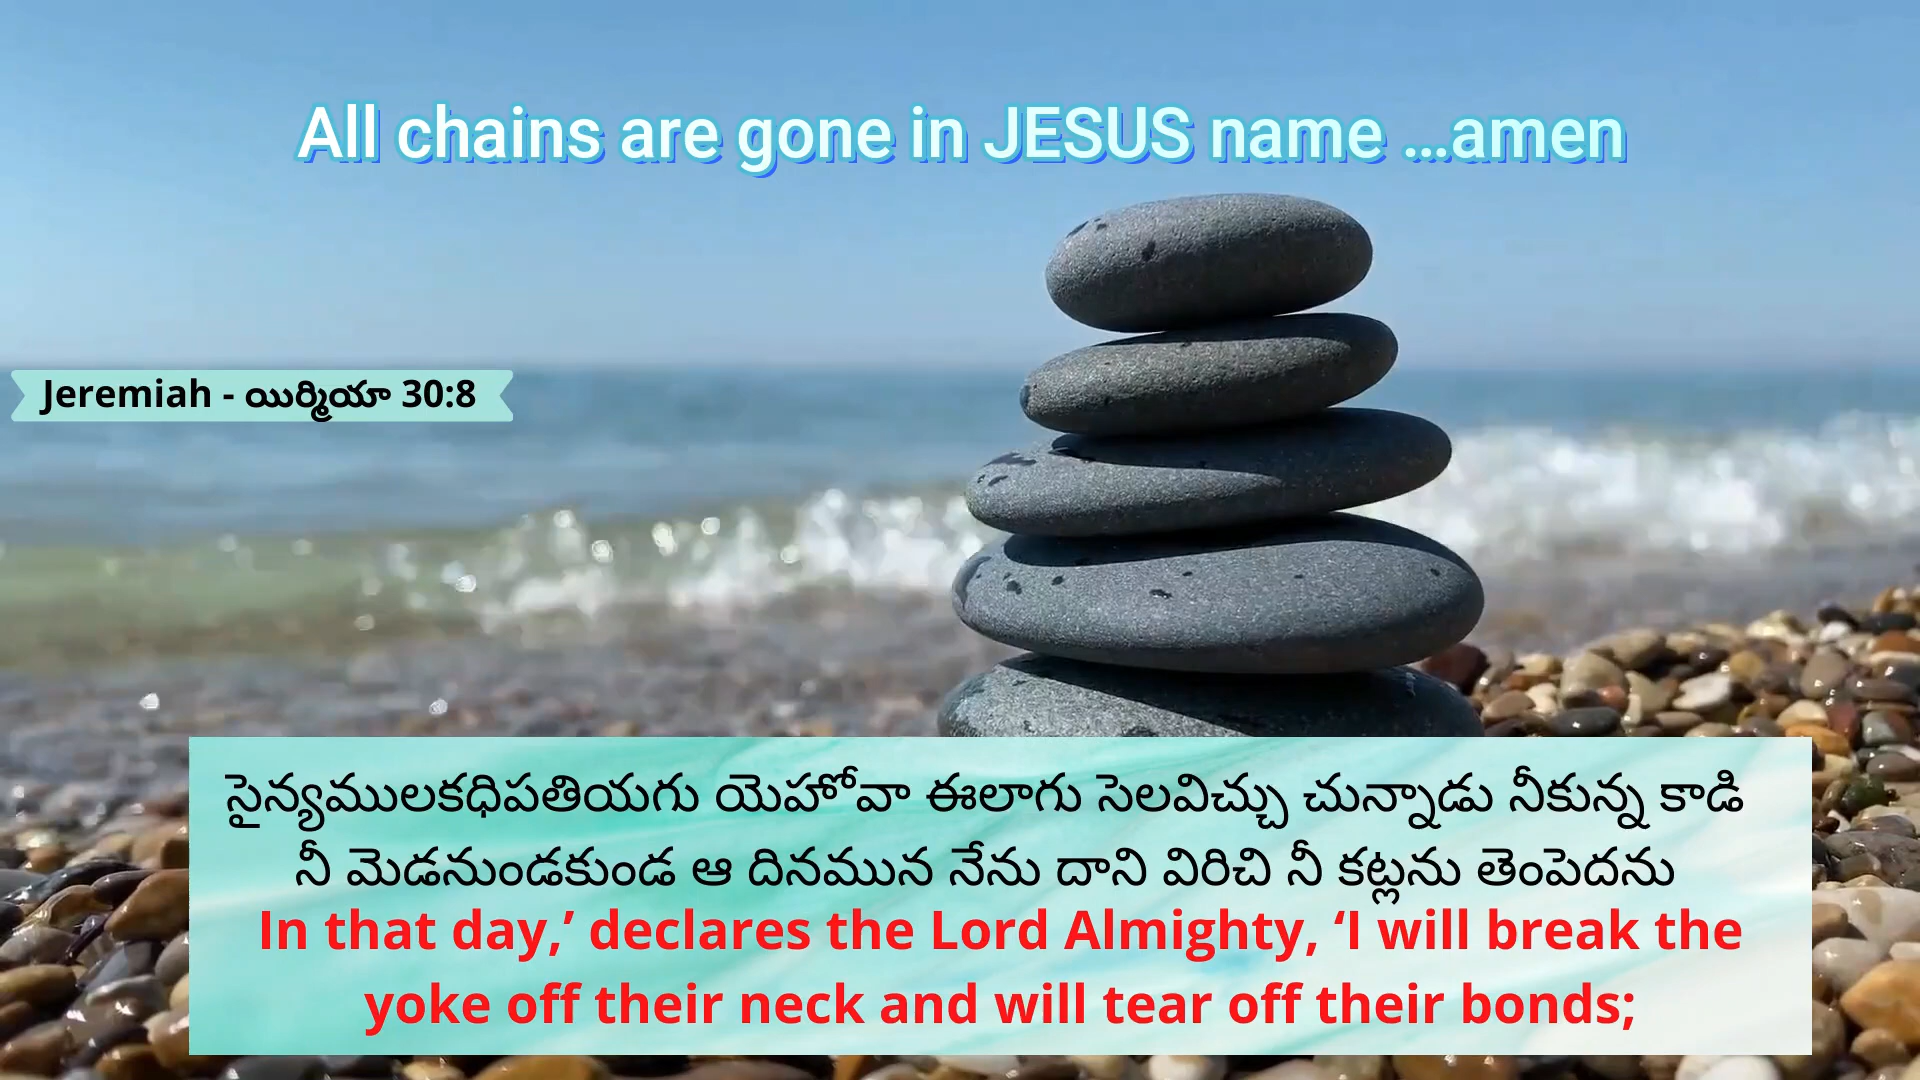 All chains are gone in JESUS name ...amen
Jeremiah - యిర్మియా 30:8
సైన్యములకధిపతియగు యెహోవా ఈలాగు సెలవిచ్చు చున్నాడు నీకున్న కాడి
నీ మెడనుండకుండ ఆ దినమున నేను దాని విరిచి నీ కట్లను తెంపెదను
In that day,’ declares the Lord Almighty, ‘I will break the
yoke off their neck and will tear off their bonds;